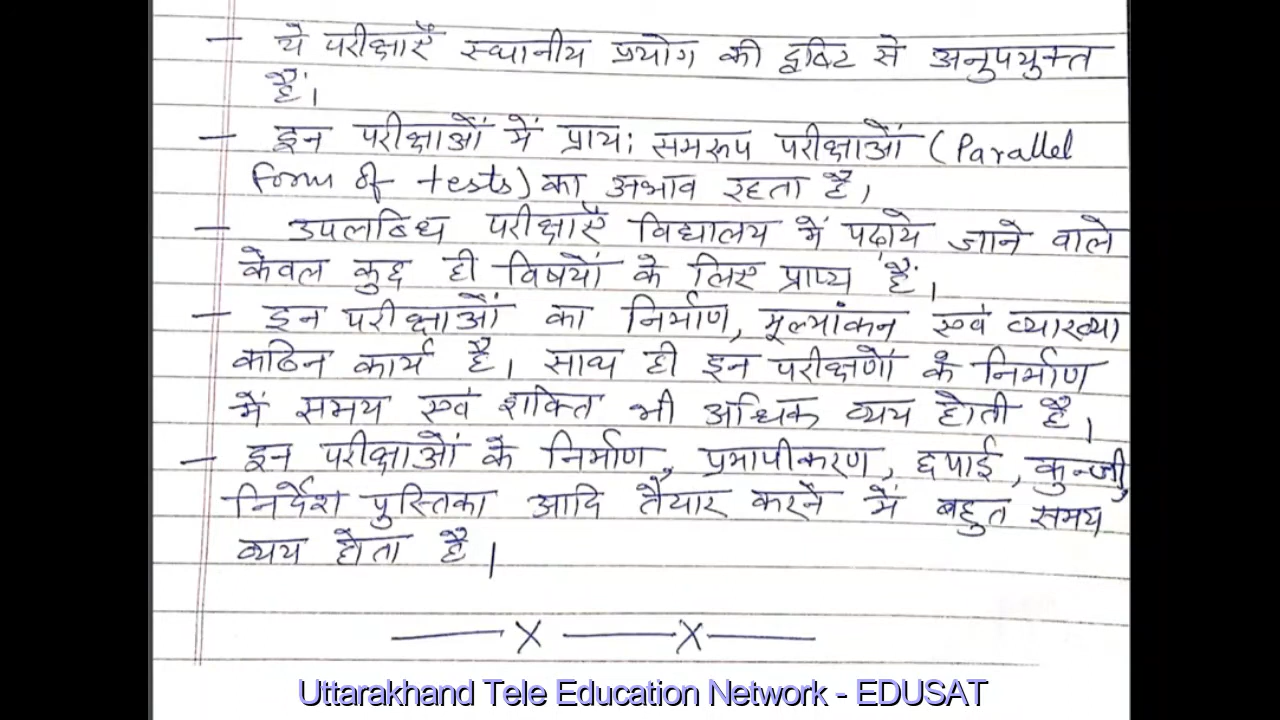 – ये परीक्षाएँ स्थानीय प्रयोग की दृष्टि से अनुपयुक्त
हैं।
– इन परीक्षाओं में प्रायः समरूप परीक्षाओं (Parallel
form of tests) का अभाव रहता है।
– उपलब्धि परीक्षाएँ विद्यालय में पढ़ाये जाने वाले
केवल कुछ ही विषयों के लिए प्राप्य हैं।
– इन परीक्षाओं का निर्माण, मूल्यांकन एवं व्याख्या
कठिन कार्य है। साथ ही इन परीक्षणों के निर्माण
में समय एवं शक्ति भी अधिक व्यय होती है।
– इन परीक्षाओं के निर्माण, प्रमापीकरण, छपाई, कुन्जी,
निर्देश पुस्तिका आदि तैयार करने में बहुत समय
व्यय होता है।
—— X —— X ——
Uttarakhand Tele Education Network - EDUSAT